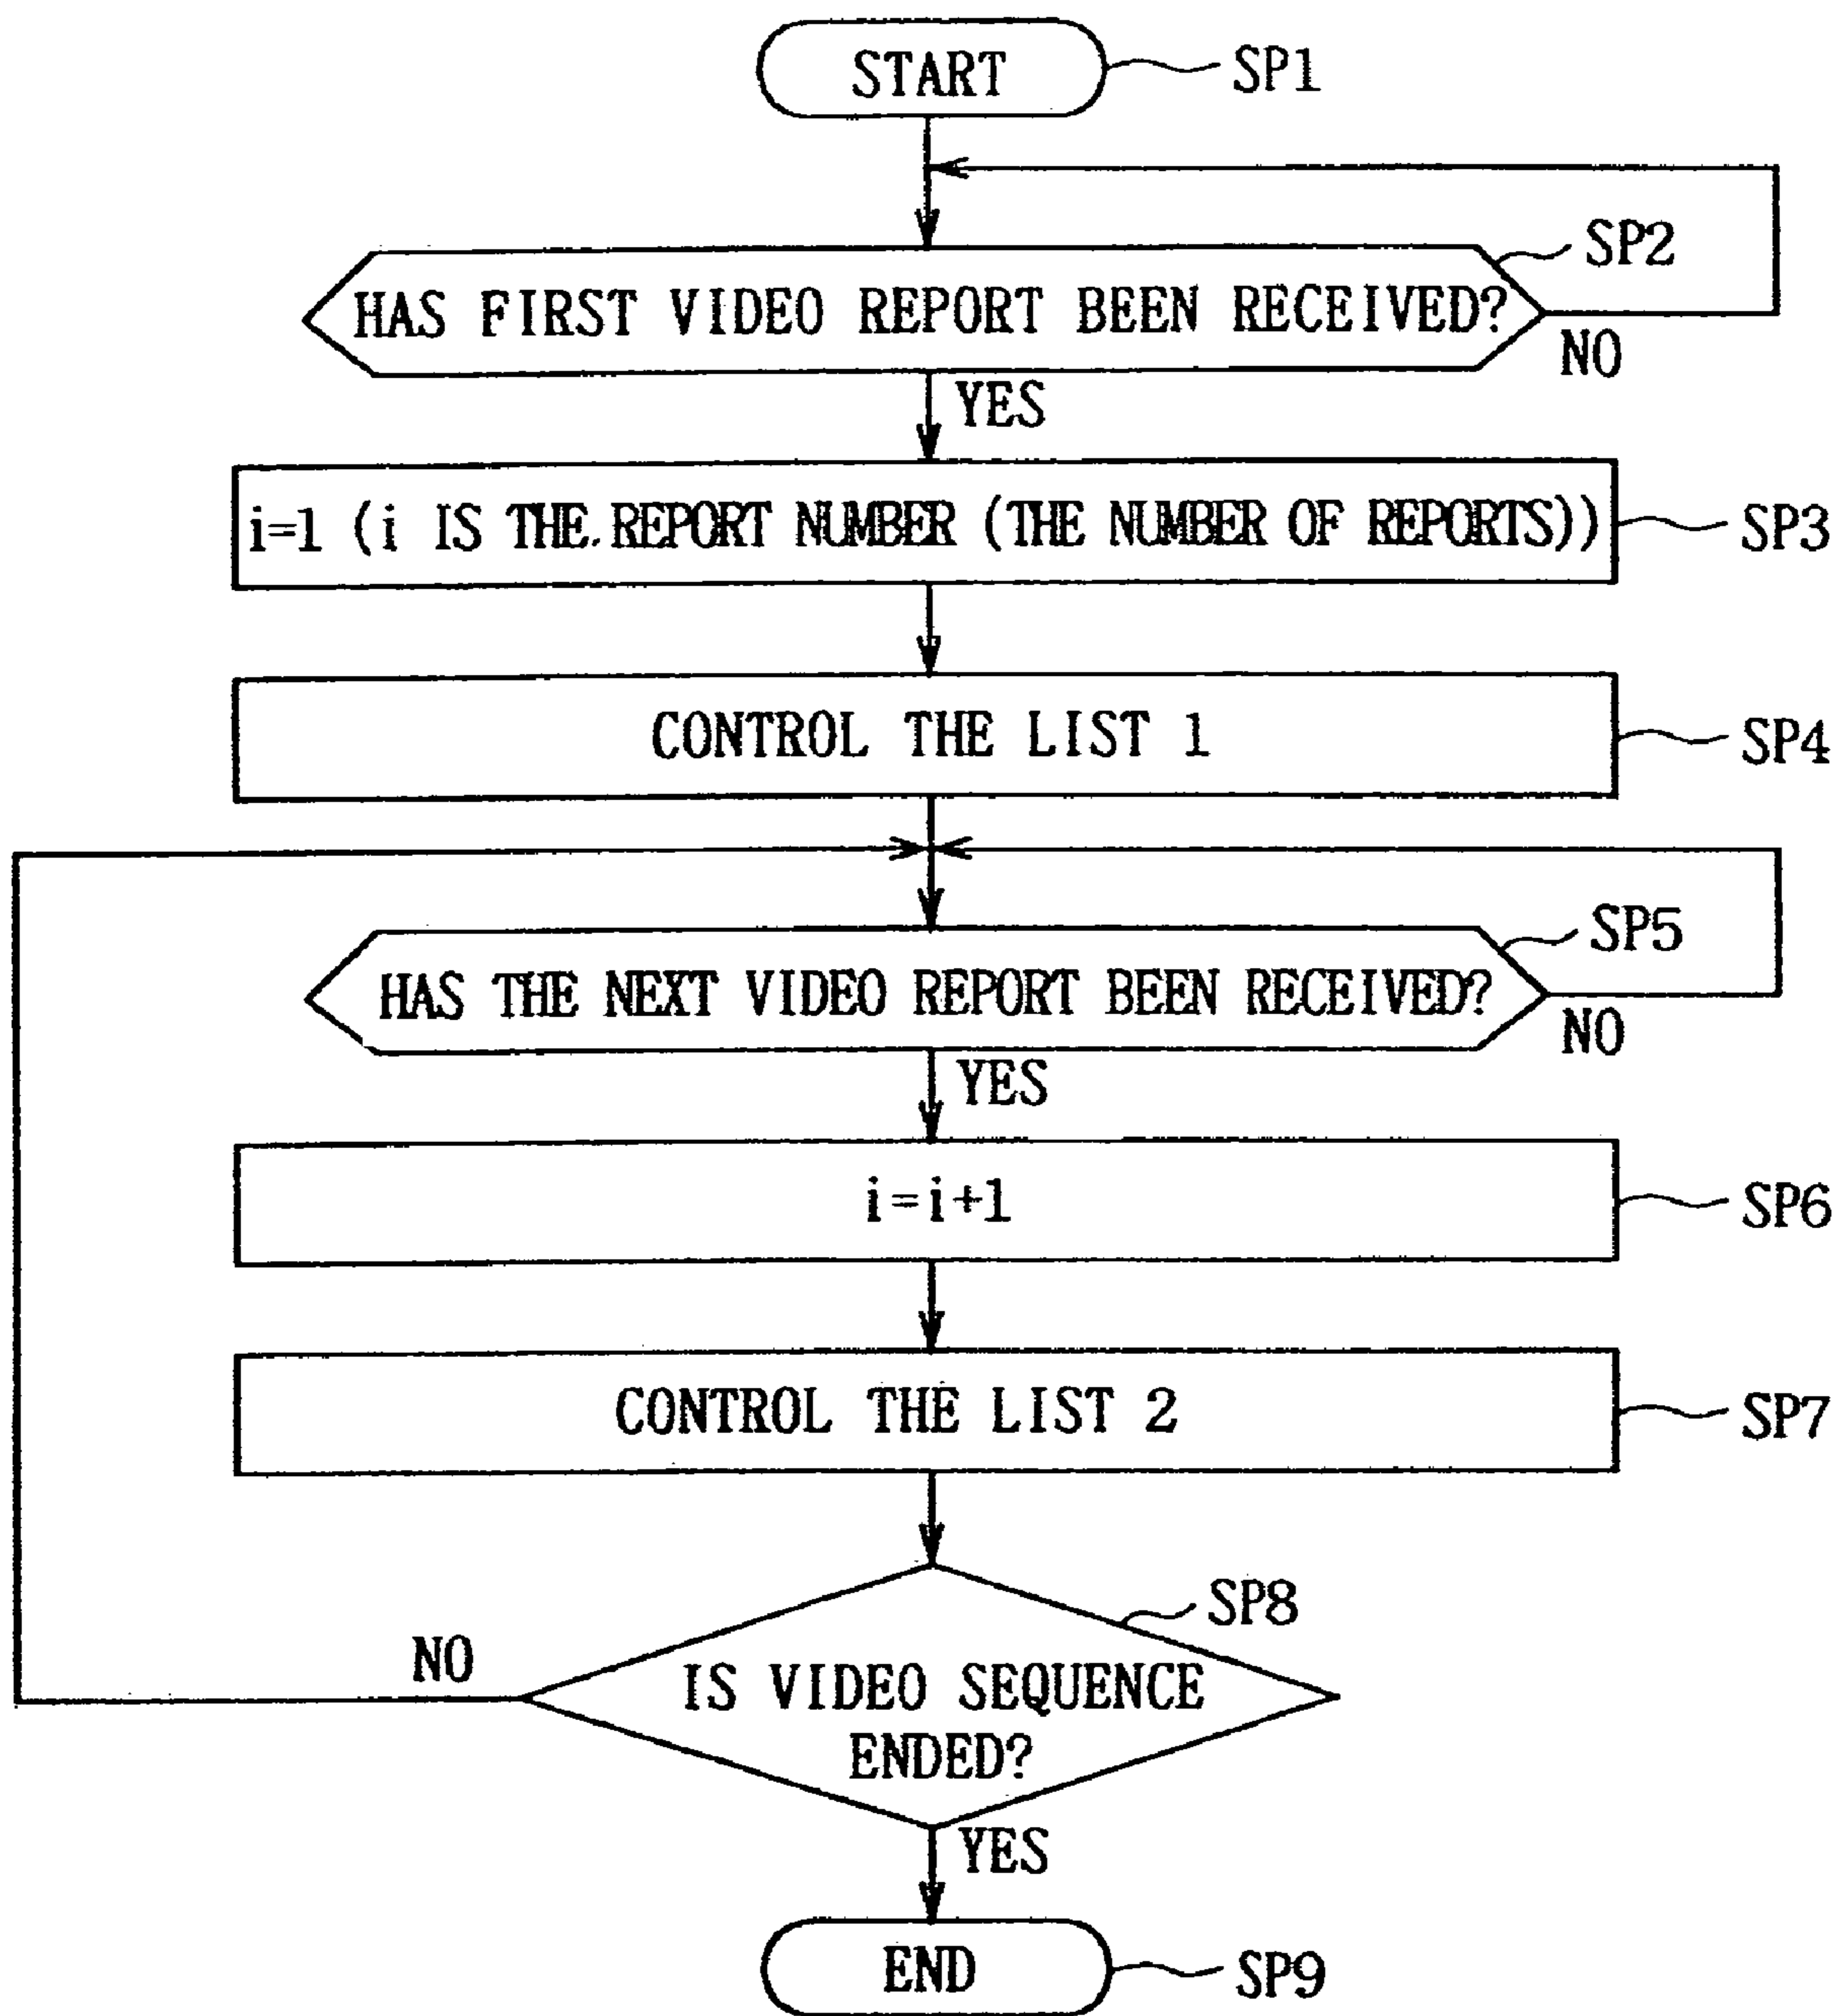 START
SP1
SP2
HAS FIRST VIDEO REPORT BEEN RECEIVED?
NO
YES
i=1 (i IS THE REPORT NUMBER (THE NUMBER OF REPORTS))
SP3
CONTROL THE LIST 1
SP4
SP5
HAS THE NEXT VIDEO REPORT BEEN RECEIVED?
NO
YES
i=i+1
SP6
CONTROL THE LIST 2
SP7
SP8
NO
IS VIDEO SEQUENCE
ENDED?
YES
END
SP9